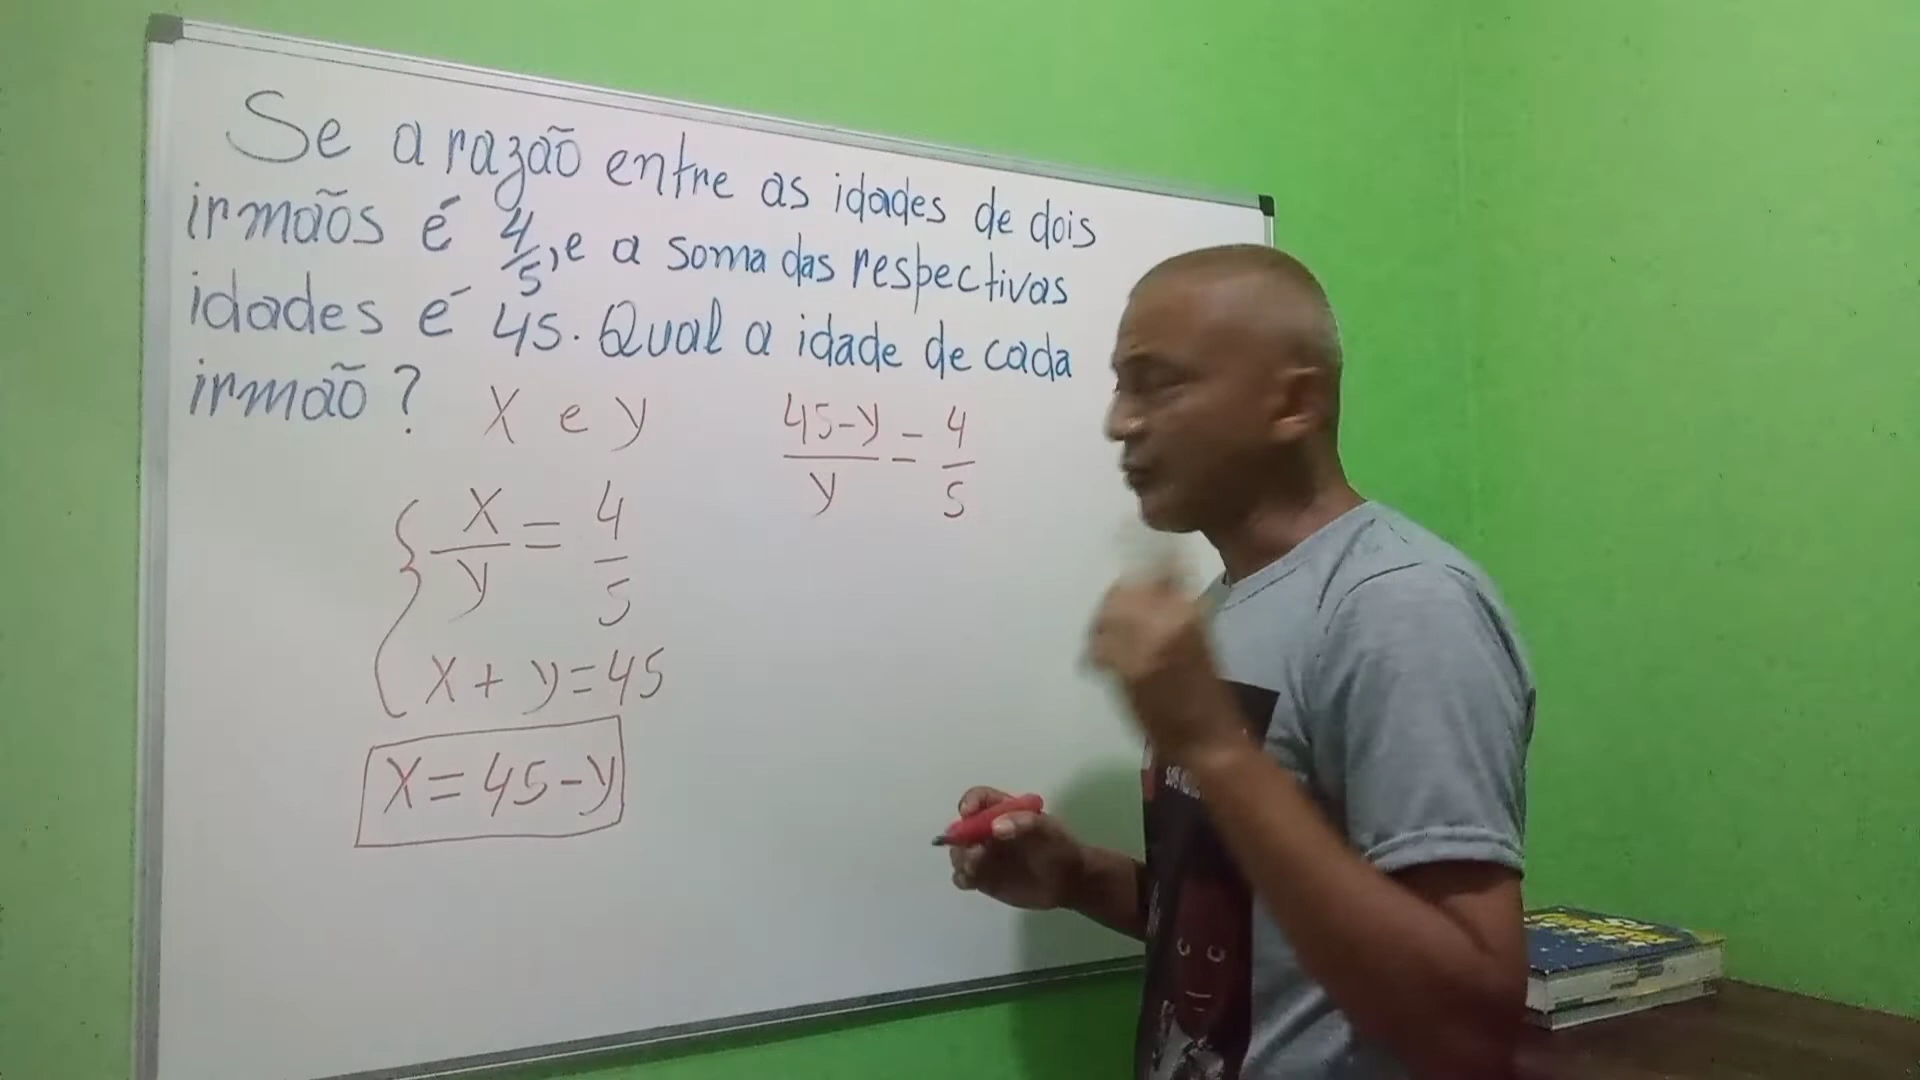 Se a razão entre as idades de dois
irmãos é 4/5, e a soma das respectivas
idades é 45. Qual a idade de cada
irmão?
x e y
x/y = 4/5
x + y = 45
x = 45 - y
45-y/y = 4/5